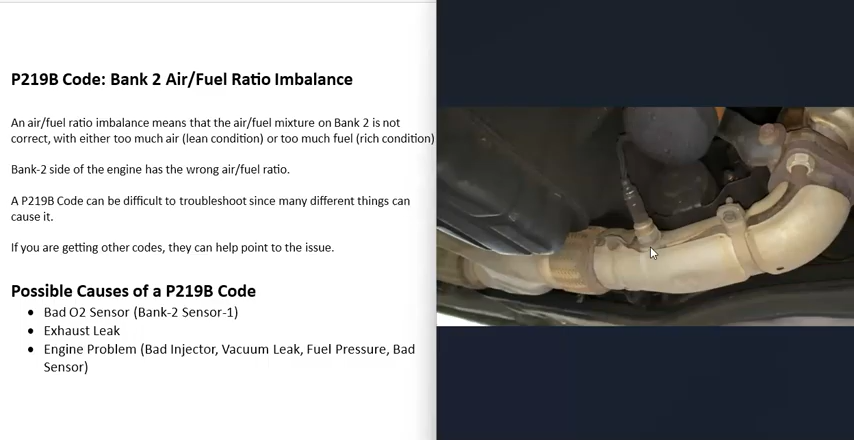 P219B Code: Bank 2 Air/Fuel Ratio Imbalance
An air/fuel ratio imbalance means that the air/fuel mixture on Bank 2 is not
correct, with either too much air (lean condition) or too much fuel (rich condition)
Bank-2 side of the engine has the wrong air/fuel ratio.
A P219B Code can be difficult to troubleshoot since many different things can
cause it.
If you are getting other codes, they can help point to the issue.
Possible Causes of a P219B Code
• Bad O2 Sensor (Bank-2 Sensor-1)
• Exhaust Leak
• Engine Problem (Bad Injector, Vacuum Leak, Fuel Pressure, Bad
Sensor)